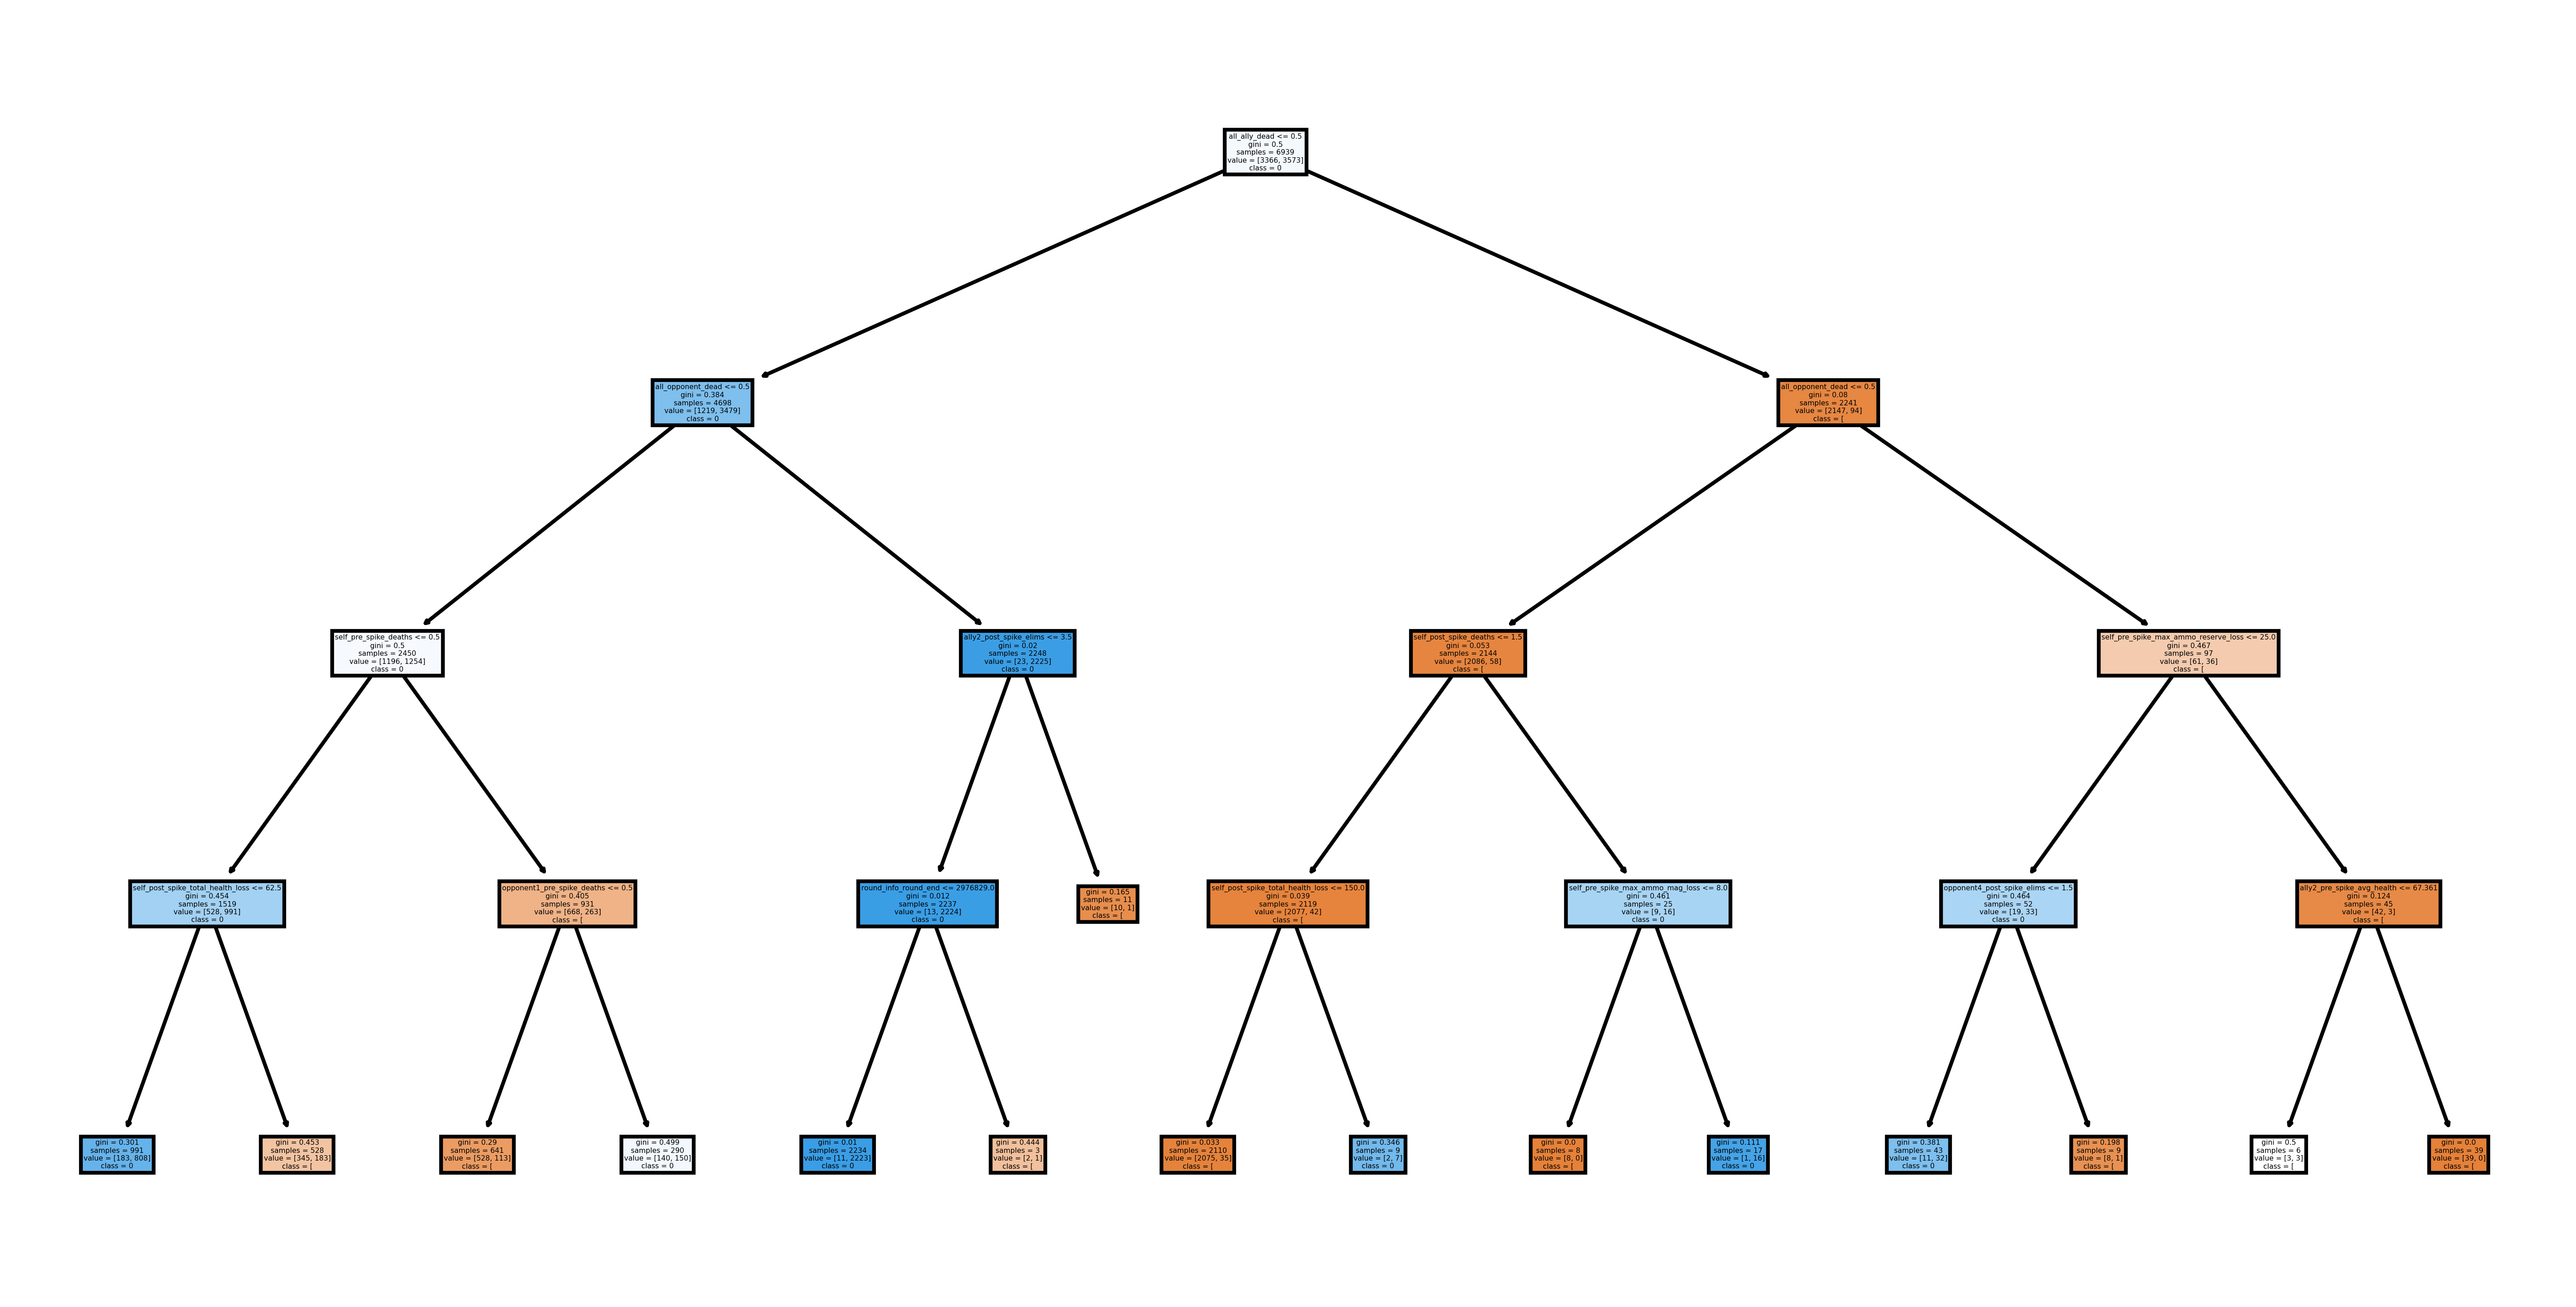 all_ally_dead <= 0.5
gini = 0.5
samples = 6939
value = [3366, 3573]
class = 0
all_opponent_dead <= 0.5
gini = 0.384
samples = 4698
value = [1219, 3479]
class = 0
all_opponent_dead <= 0.5
gini = 0.08
samples = 2241
value = [2147, 94]
class = [
self_pre_spike_deaths <= 0.5
gini = 0.5
samples = 2450
value = [1196, 1254]
class = 0
ally2_post_spike_elims <= 3.5
gini = 0.02
samples = 2248
value = [23, 2225]
class = 0
self_post_spike_deaths <= 1.5
gini = 0.053
samples = 2144
value = [2086, 58]
class = [
self_pre_spike_max_ammo_reserve_loss <= 25.0
gini = 0.467
samples = 97
value = [61, 36]
class = [
self_post_spike_total_health_loss <= 62.5
gini = 0.454
samples = 1519
value = [528, 991]
class = 0
opponent1_pre_spike_deaths <= 0.5
gini = 0.405
samples = 931
value = [668, 263]
class = [
round_info_round_end <= 2976829.0
gini = 0.012
samples = 2237
value = [13, 2224]
class = 0
gini = 0.165
samples = 11
value = [10, 1]
class = [
self_post_spike_total_health_loss <= 150.0
gini = 0.039
samples = 2119
value = [2077, 42]
class = [
self_pre_spike_max_ammo_mag_loss <= 8.0
gini = 0.461
samples = 25
value = [9, 16]
class = 0
opponent4_post_spike_elims <= 1.5
gini = 0.464
samples = 52
value = [19, 33]
class = 0
ally2_pre_spike_avg_health <= 67.361
gini = 0.124
samples = 45
value = [42, 3]
class = [
gini = 0.301
samples = 991
value = [183, 808]
class = 0
gini = 0.453
samples = 528
value = [345, 183]
class = [
gini = 0.29
samples = 641
value = [528, 113]
class = [
gini = 0.499
samples = 290
value = [140, 150]
class = 0
gini = 0.01
samples = 2234
value = [11, 2223]
class = 0
gini = 0.444
samples = 3
value = [2, 1]
class = [
gini = 0.033
samples = 2110
value = [2075, 35]
class = [
gini = 0.346
samples = 9
value = [2, 7]
class = 0
gini = 0.0
samples = 8
value = [8, 0]
class = [
gini = 0.111
samples = 17
value = [1, 16]
class = 0
gini = 0.381
samples = 43
value = [11, 32]
class = 0
gini = 0.198
samples = 9
value = [8, 1]
class = [
gini = 0.5
samples = 6
value = [3, 3]
class = [
gini = 0.0
samples = 39
value = [39, 0]
class = [